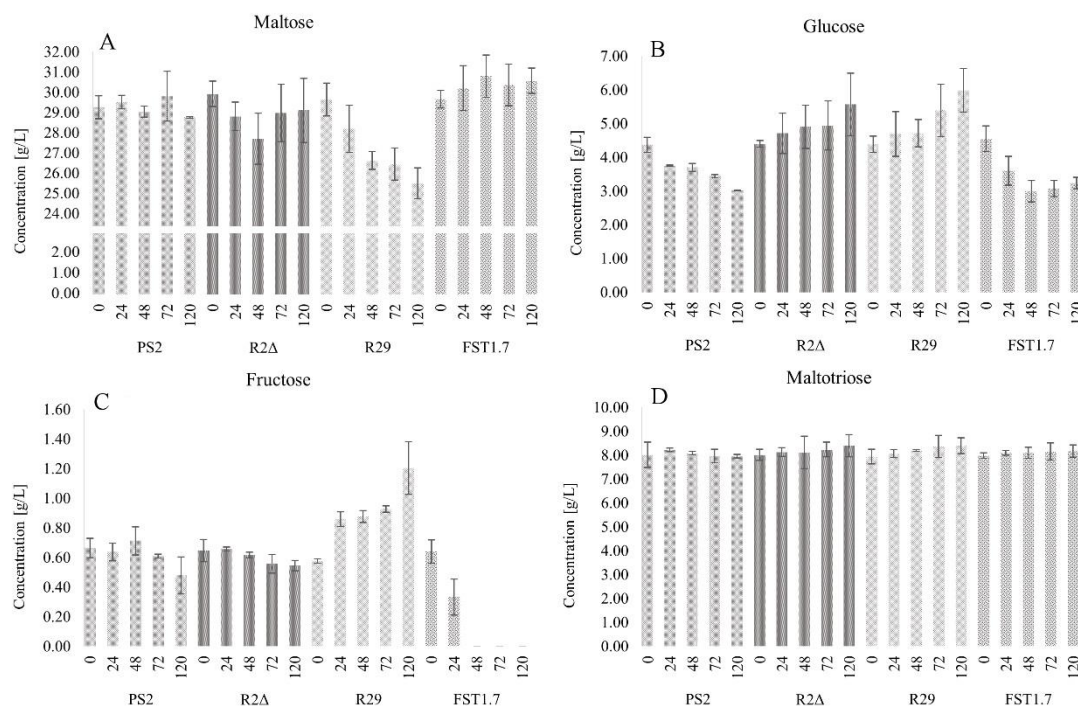 Maltose
A
Concentration [g/L]
32.00
31.00
30.00
29.00
28.00
27.00
26.00
25.00
24.00
2.00
1.00
0.00
0 24 48 72 120 0 24 48 72 120 0 24 48 72 120 0 24 48 72 120
PS2 R2Δ R29 FST1.7
Glucose
B
Concentration [g/L]
7.00
6.00
5.00
4.00
3.00
2.00
1.00
0.00
0 24 48 72 120 0 24 48 72 120 0 24 48 72 120 0 24 48 72 120
PS2 R2Δ R29 FST1.7
Fructose
C
Concentration [g/L]
1.60
1.40
1.20
1.00
0.80
0.60
0.40
0.20
0.00
0 24 48 72 120 0 24 48 72 120 0 24 48 72 120 0 24 48 72 120
PS2 R2Δ R29 FST1.7
Maltotriose
D
Concentration [g/L]
10.00
9.00
8.00
7.00
6.00
5.00
4.00
3.00
2.00
1.00
0.00
0 24 48 72 120 0 24 48 72 120 0 24 48 72 120 0 24 48 72 120
PS2 R2Δ R29 FST1.7